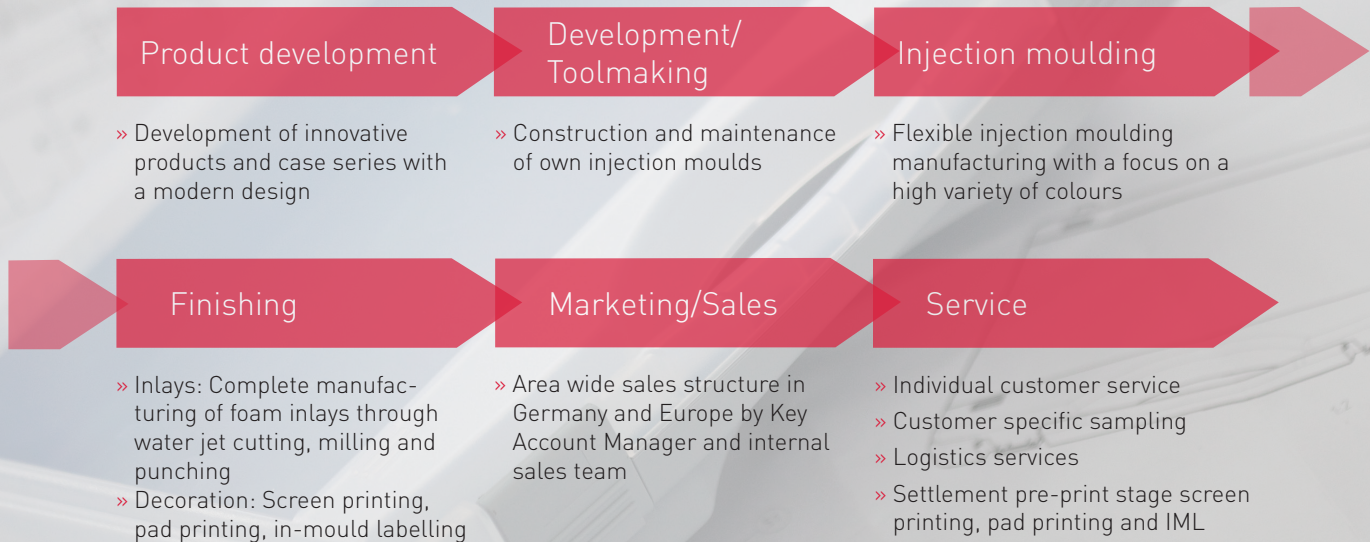 Product development
» Development of innovative
products and case series with
a modern design
Development/
Toolmaking
» Construction and maintenance
of own injection moulds
Injection moulding
» Flexible injection moulding
manufacturing with a focus on a
high variety of colours
Finishing
» Inlays: Complete manufac-
turing of foam inlays through
water jet cutting, milling and
punching
» Decoration: Screen printing,
pad printing, in-mould labelling
Marketing/Sales
» Area wide sales structure in
Germany and Europe by Key
Account Manager and internal
sales team
Service
» Individual customer service
» Customer specific sampling
» Logistics services
» Settlement pre-print stage screen
printing, pad printing and IML